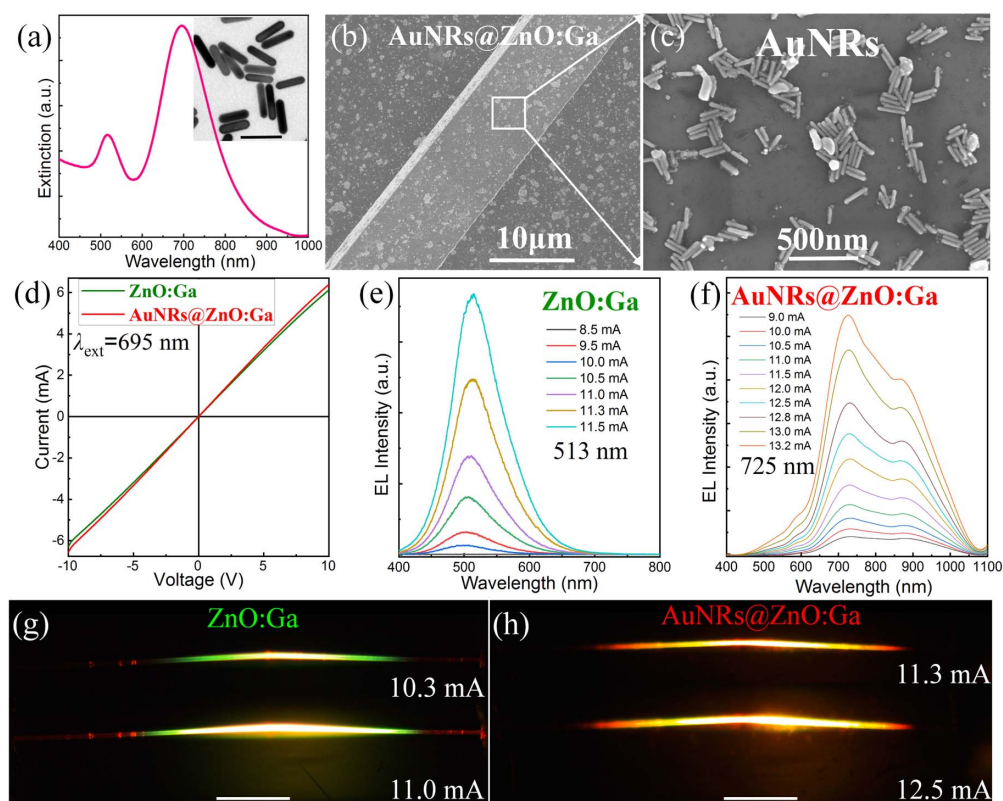 (a)
Extinction (a.u.)
400 500 600 700 800 900 1000
Wavelength (nm)
(b)
AuNRs@ZnO:Ga
10μm
(c)
AuNRs
500nm
(d)
ZnO:Ga
AuNRs@ZnO:Ga
λext=695 nm
Current (mA)
6
4
2
0
-2
-4
-6
-10 -5 0 5 10
Voltage (V)
(e)
ZnO:Ga
8.5 mA
9.5 mA
10.0 mA
10.5 mA
11.0 mA
11.3 mA
11.5 mA
513 nm
EL Intensity (a.u.)
400 500 600 700 800
Wavelength (nm)
(f)
AuNRs@ZnO:Ga
9.0 mA
10.0 mA
10.5 mA
11.0 mA
11.5 mA
12.0 mA
12.5 mA
12.8 mA
13.0 mA
13.2 mA
725 nm
EL Intensity (a.u.)
400 500 600 700 800 900 1000 1100
Wavelength (nm)
(g)
ZnO:Ga
10.3 mA
11.0 mA
(h)
AuNRs@ZnO:Ga
11.3 mA
12.5 mA